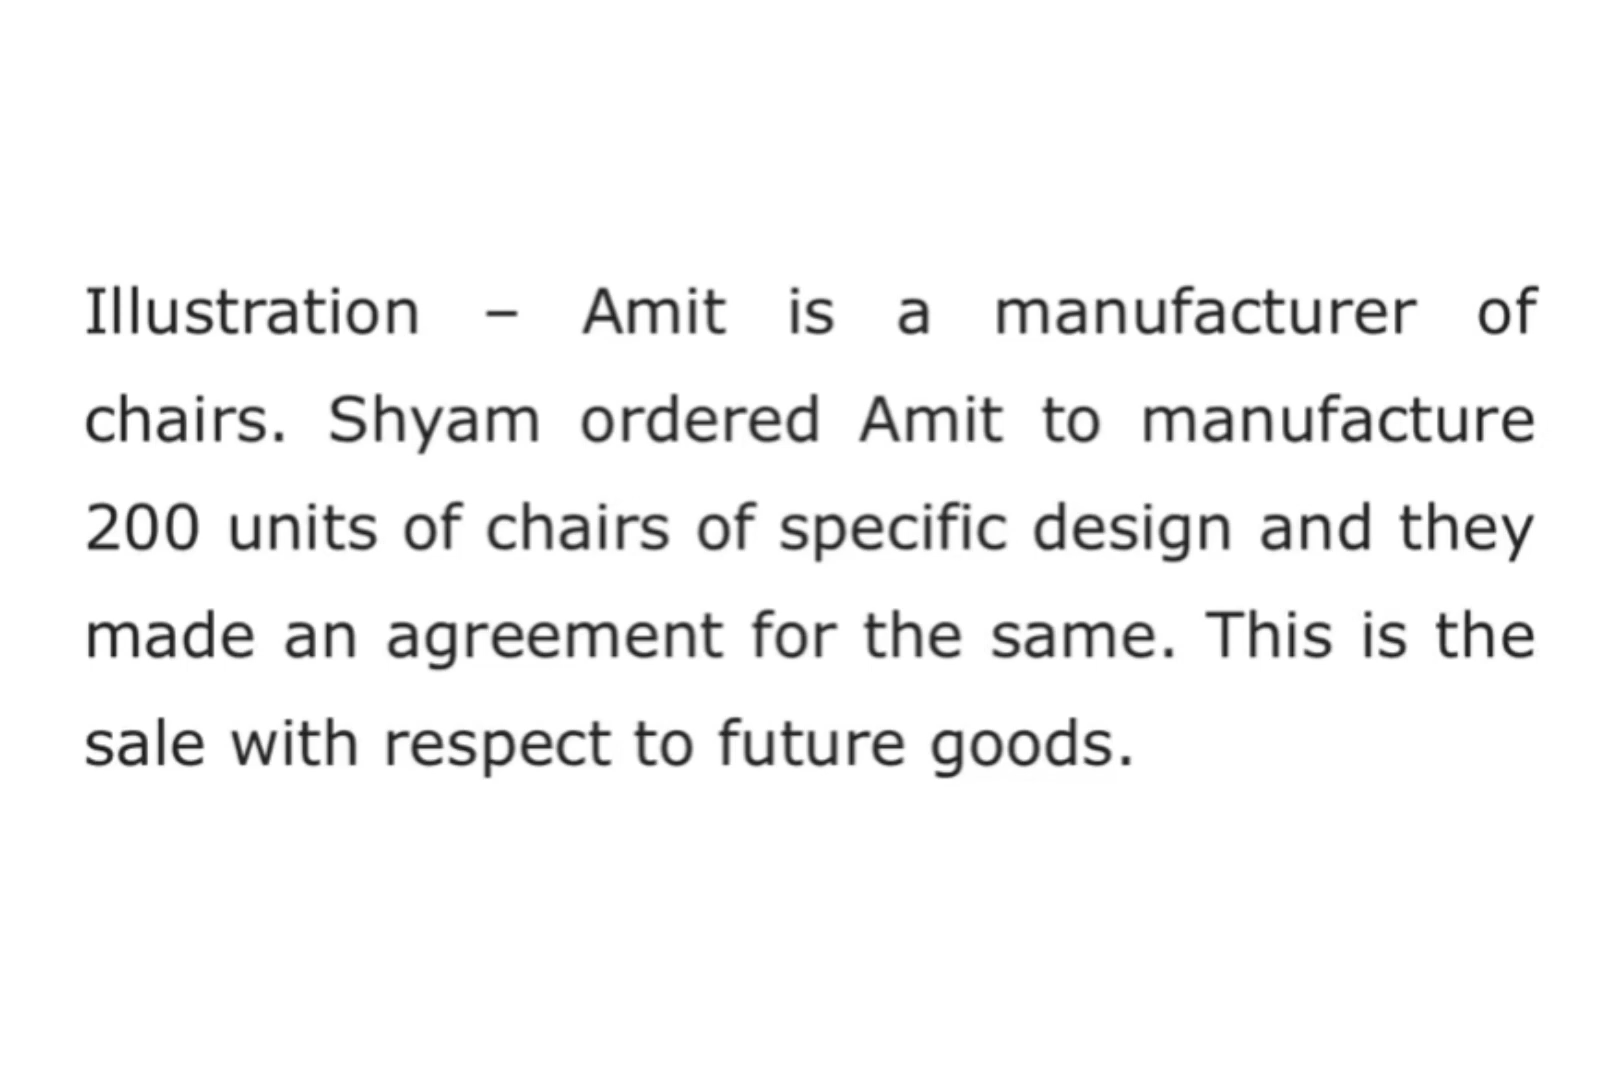 Illustration – Amit is a manufacturer of
chairs. Shyam ordered Amit to manufacture
200 units of chairs of specific design and they
made an agreement for the same. This is the
sale with respect to future goods.